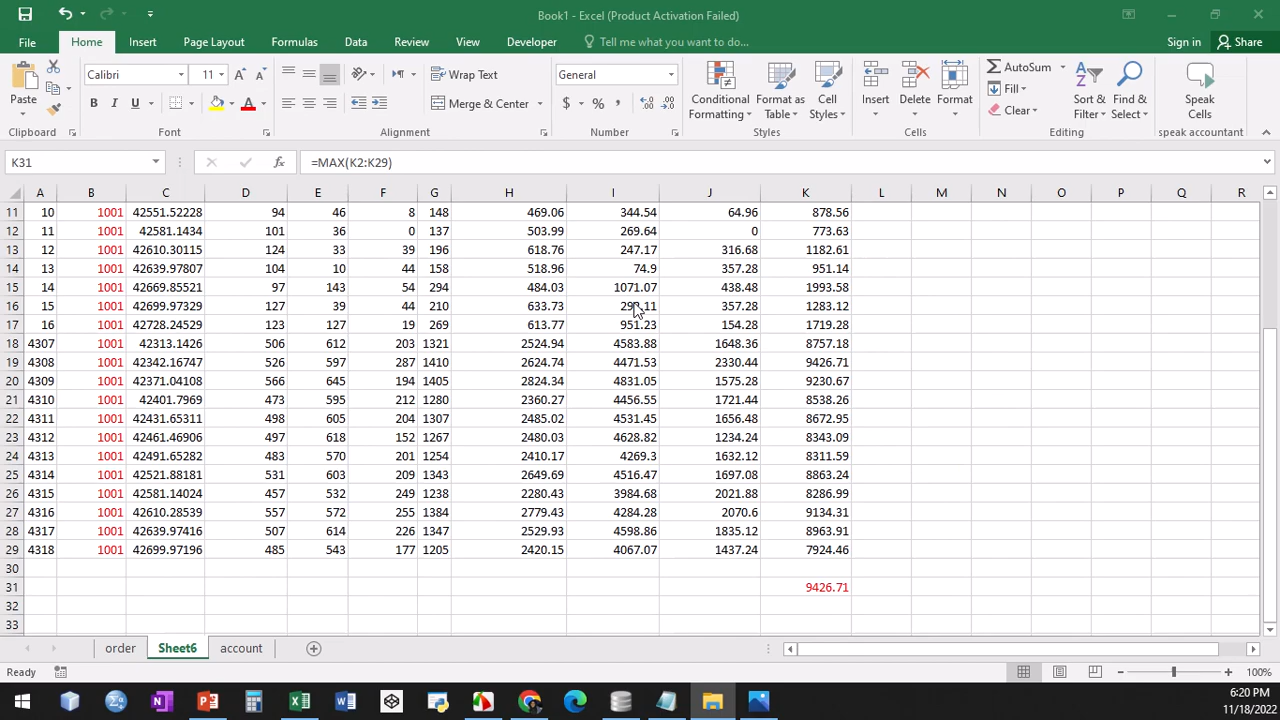 Book1 - Excel (Product Activation Failed)
File Home Insert Page Layout Formulas Data Review View Developer Tell me what you want to do... Sign in Share
Paste Calibri 11 Wrap Text General Conditional Formatting Format as Table Cell Styles Insert Delete Format AutoSum Sort & Filter Find & Select Speak Cells
B I U A Merge & Center $ % , Fill
Clear
Clipboard Font Alignment Number Styles Cells Editing speak accountant
K31 fx =MAX(K2:K29)
A B C D E F G H I J K L M N O P Q R
11 10 1001 42551.52228 94 46 8 148 469.06 344.54 64.96 878.56
12 11 1001 42581.1434 101 36 0 137 503.99 269.64 0 773.63
13 12 1001 42610.30115 124 33 39 196 618.76 247.17 316.68 1182.61
14 13 1001 42639.97807 104 10 44 158 518.96 74.9 357.28 951.14
15 14 1001 42669.85521 97 143 54 294 484.03 1071.07 438.48 1993.58
16 15 1001 42699.97329 127 39 44 210 633.73 357.28 1283.12
17 16 1001 42728.24529 123 127 19 269 613.77 951.23 154.28 1719.28
18 4307 1001 42313.1426 506 612 203 1321 2524.94 4583.88 1648.36 8757.18
19 4308 1001 42342.16747 526 597 287 1410 2624.74 4471.53 2330.44 9426.71
20 4309 1001 42371.04108 566 645 194 1405 2824.34 4831.05 1575.28 9230.67
21 4310 1001 42401.7969 473 595 212 1280 2360.27 4456.55 1721.44 8538.26
22 4311 1001 42431.65311 498 605 204 1307 2485.02 4531.45 1656.48 8672.95
23 4312 1001 42461.46906 497 618 152 1267 2480.03 4628.82 1234.24 8343.09
24 4313 1001 42491.65282 483 570 201 1254 2410.17 4269.3 1632.12 8311.59
25 4314 1001 42521.88181 531 603 209 1343 2649.69 4516.47 1697.08 8863.24
26 4315 1001 42581.14024 457 532 249 1238 2280.43 3984.68 2021.88 8286.99
27 4316 1001 42610.28539 557 572 255 1384 2779.43 4284.28 2070.6 9134.31
28 4317 1001 42639.97416 507 614 226 1347 2529.93 4598.86 1835.12 8963.91
29 4318 1001 42699.97196 485 543 177 1205 2420.15 4067.07 1437.24 7924.46
30
31 9426.71
32
33
order Sheet6 account
Ready 100%
6:20 PM
11/18/2022